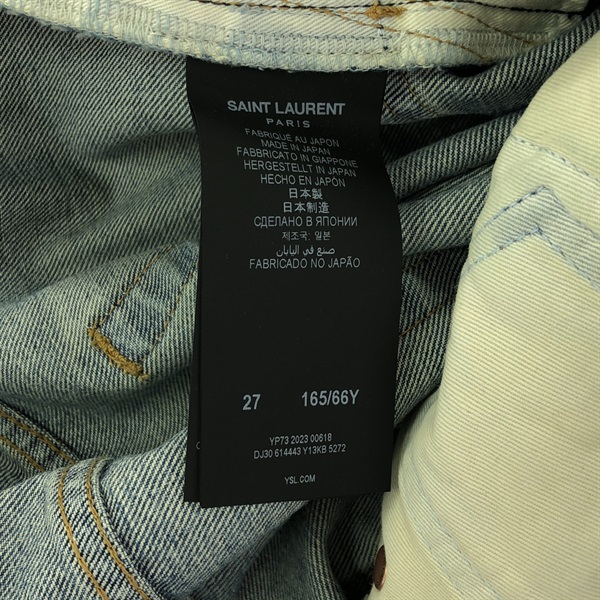 SAINT LAURENT
PARIS
FABRIQUÉ AU JAPON
MADE IN JAPAN
FABBRICATO IN GIAPPONE
HERGESTELLT IN JAPAN
HECHO EN JAPÓN
日本製
日本制造
СДЕЛАНО В ЯПОНИИ
제조국: 일본
صنع في اليابان
FABRICADO NO JAPÃO
27 165/66Y
YP73 2023 00618
DJ30 614443 Y13KB 5272
YSL.COM